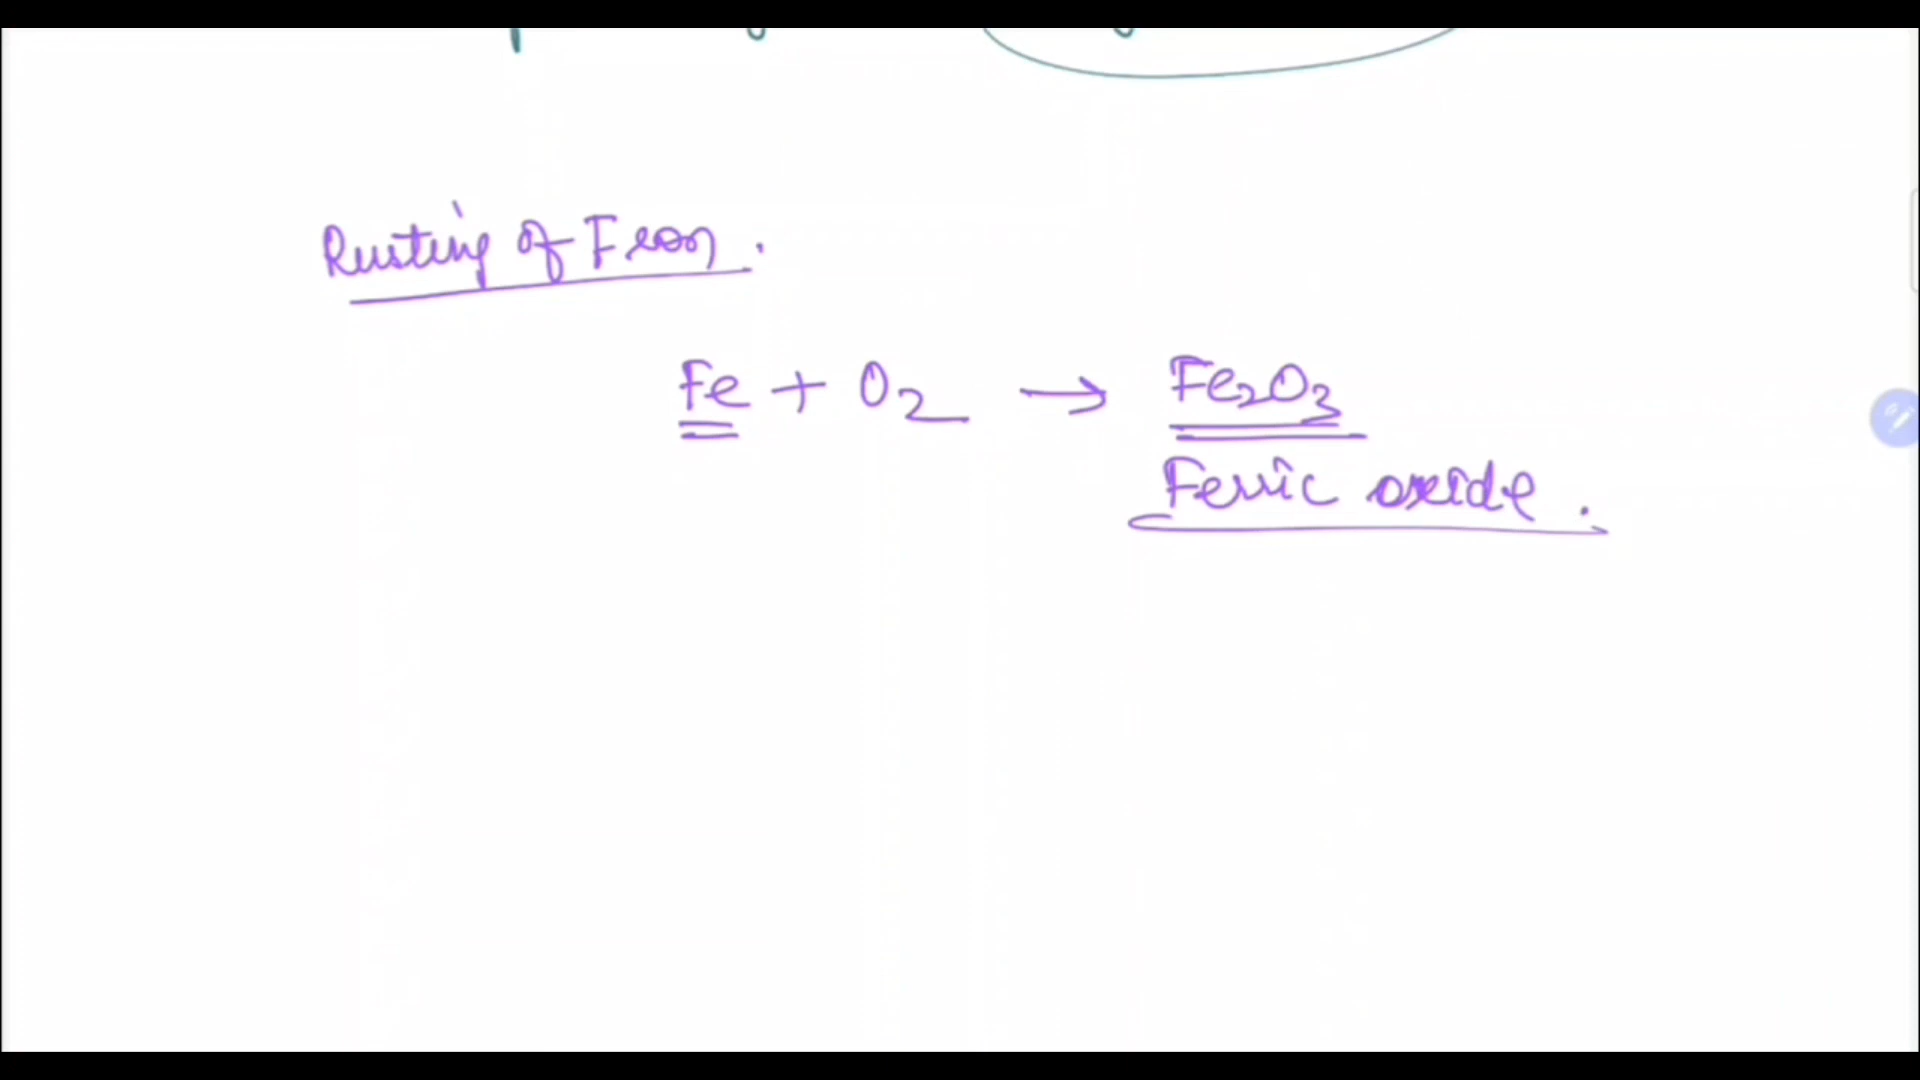 Rusting of Iron.
Fe + O₂ → Fe₂O₃
Ferric oxide.